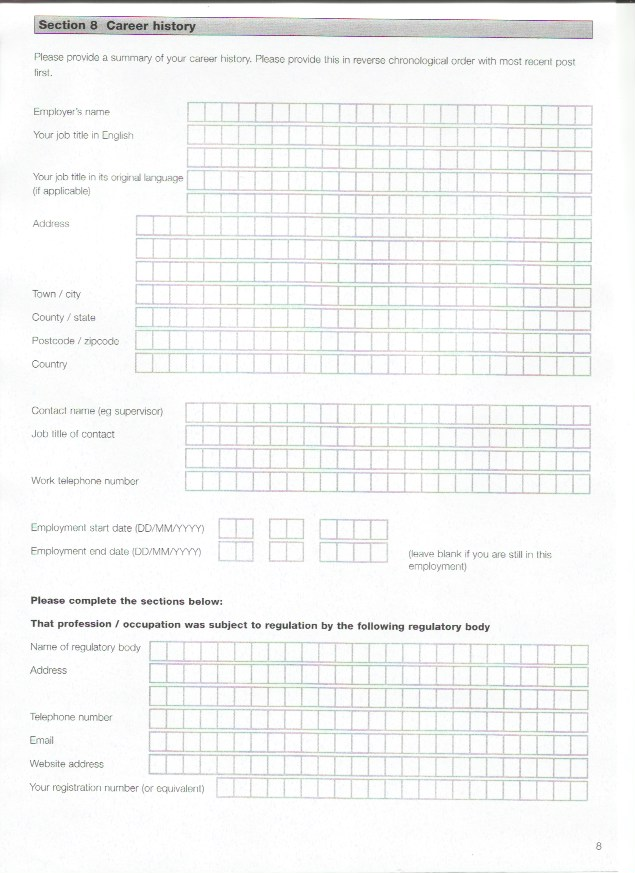 Section 8 Career history
Please provide a summary of your career history. Please provide this in reverse chronological order with most recent post
first.
Employer's name
Your job title in English
Your job title in its original language
(if applicable)
Address
Town / city
County / state
Postcode / zipcode
Country
Contact name (eg supervisor)
Job title of contact
Work telephone number
Employment start date (DD/MM/YYYY)
Employment end date (DD/MM/YYYY)
(leave blank if you are still in this
employment)
Please complete the sections below:
That profession / occupation was subject to regulation by the following regulatory body
Name of regulatory body
Address
Telephone number
Email
Website address
Your registration number (or equivalent)
8